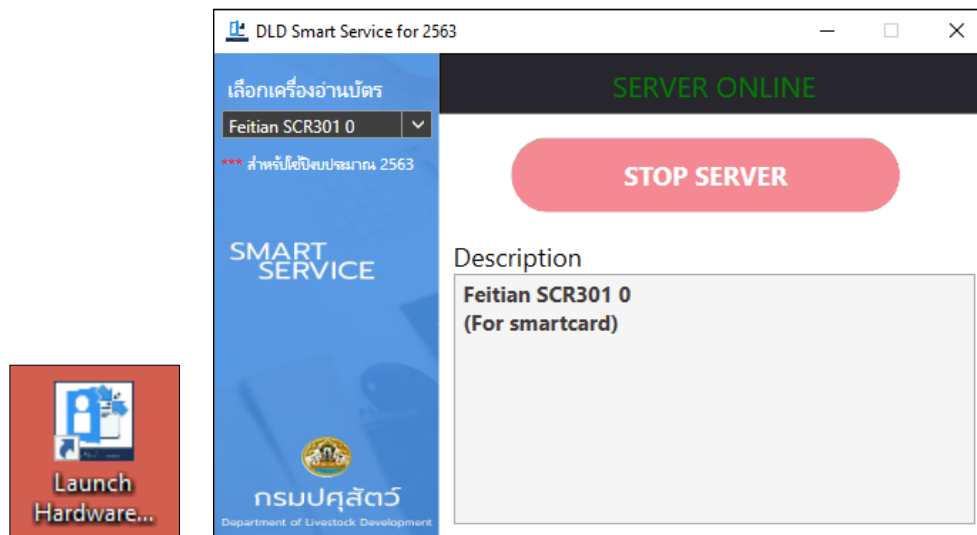 DLD Smart Service for 2563
เลือกเครื่องอ่านบัตร
Feitian SCR301 0
*** สำหรับใช้ปีงบประมาณ 2563
SMART
SERVICE
กรมปศุสัตว์
Department of Livestock Development
SERVER ONLINE
STOP SERVER
Description
Feitian SCR301 0
(For smartcard)
Launch
Hardware...